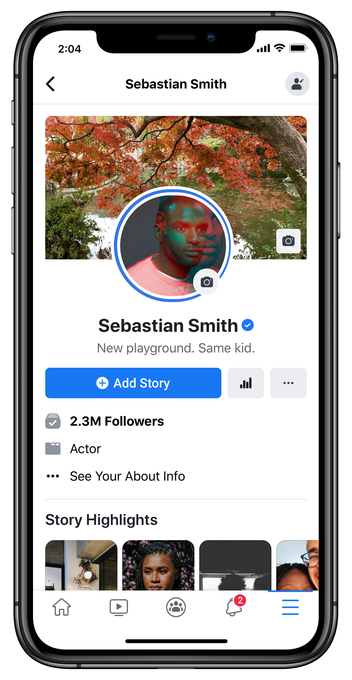 2:04
Sebastian Smith
Sebastian Smith
New playground. Same kid.
Add Story
2.3M Followers
Actor
See Your About Info
Story Highlights
2